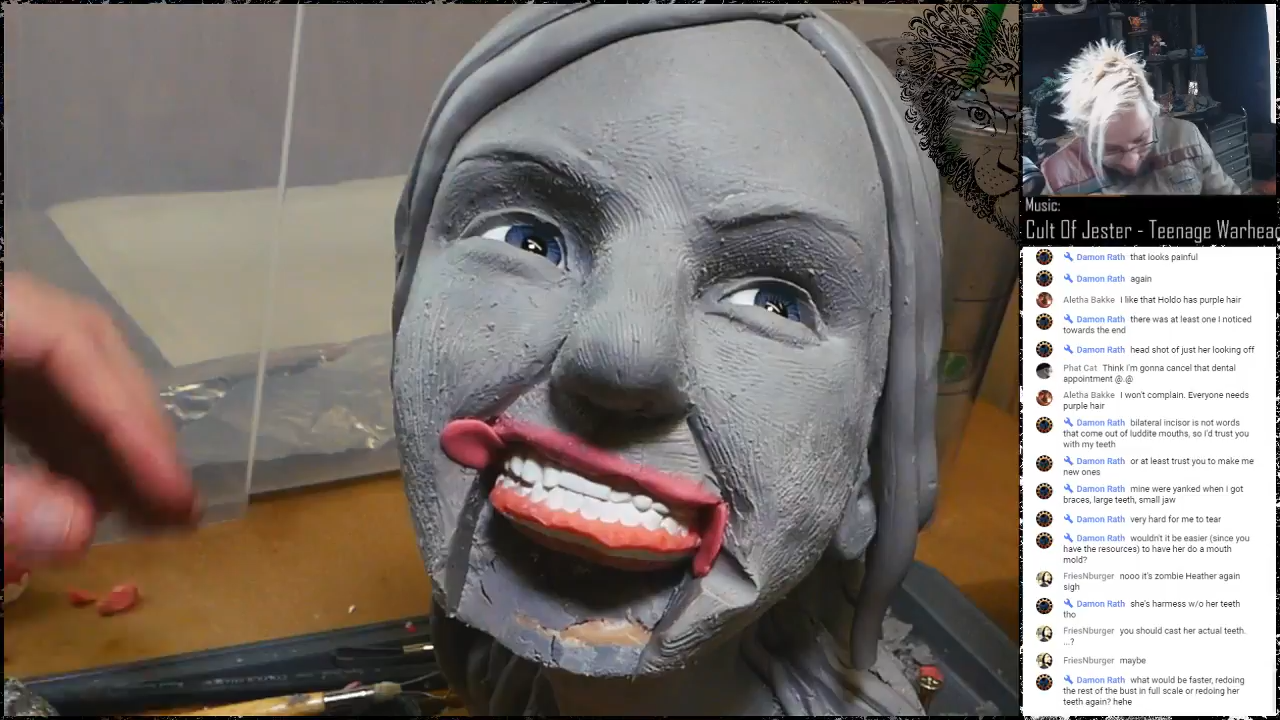 Music:
Cult Of Jester - Teenage Warhead
Damon Rath that looks painful
Damon Rath again
Aletha Bakke I like that Holdo has purple hair
Damon Rath there was at least one I noticed
towards the end
Damon Rath head shot of just her looking off
Phat Cat Think I'm gonna cancel that dental
appointment @.@
Aletha Bakke I won't complain. Everyone needs
purple hair
Damon Rath bilateral incisor is not words
that come out of luddite mouths, so I'd trust you
with my teeth
Damon Rath or at least trust you to make me
new ones
Damon Rath mine were yanked when i got
braces, large teeth, small jaw
Damon Rath very hard for me to tear
Damon Rath wouldn't it be easier (since you
have the resources) to have her do a mouth
mold?
FriesNburger nooo it's zombie Heather again
sigh
Damon Rath she's harness w/o her teeth
tho
FriesNburger you should cast her actual teeth.
...?
FriesNburger maybe
Damon Rath what would be faster, redoing
the rest of the bust in full scale or redoing her
teeth again? hehe